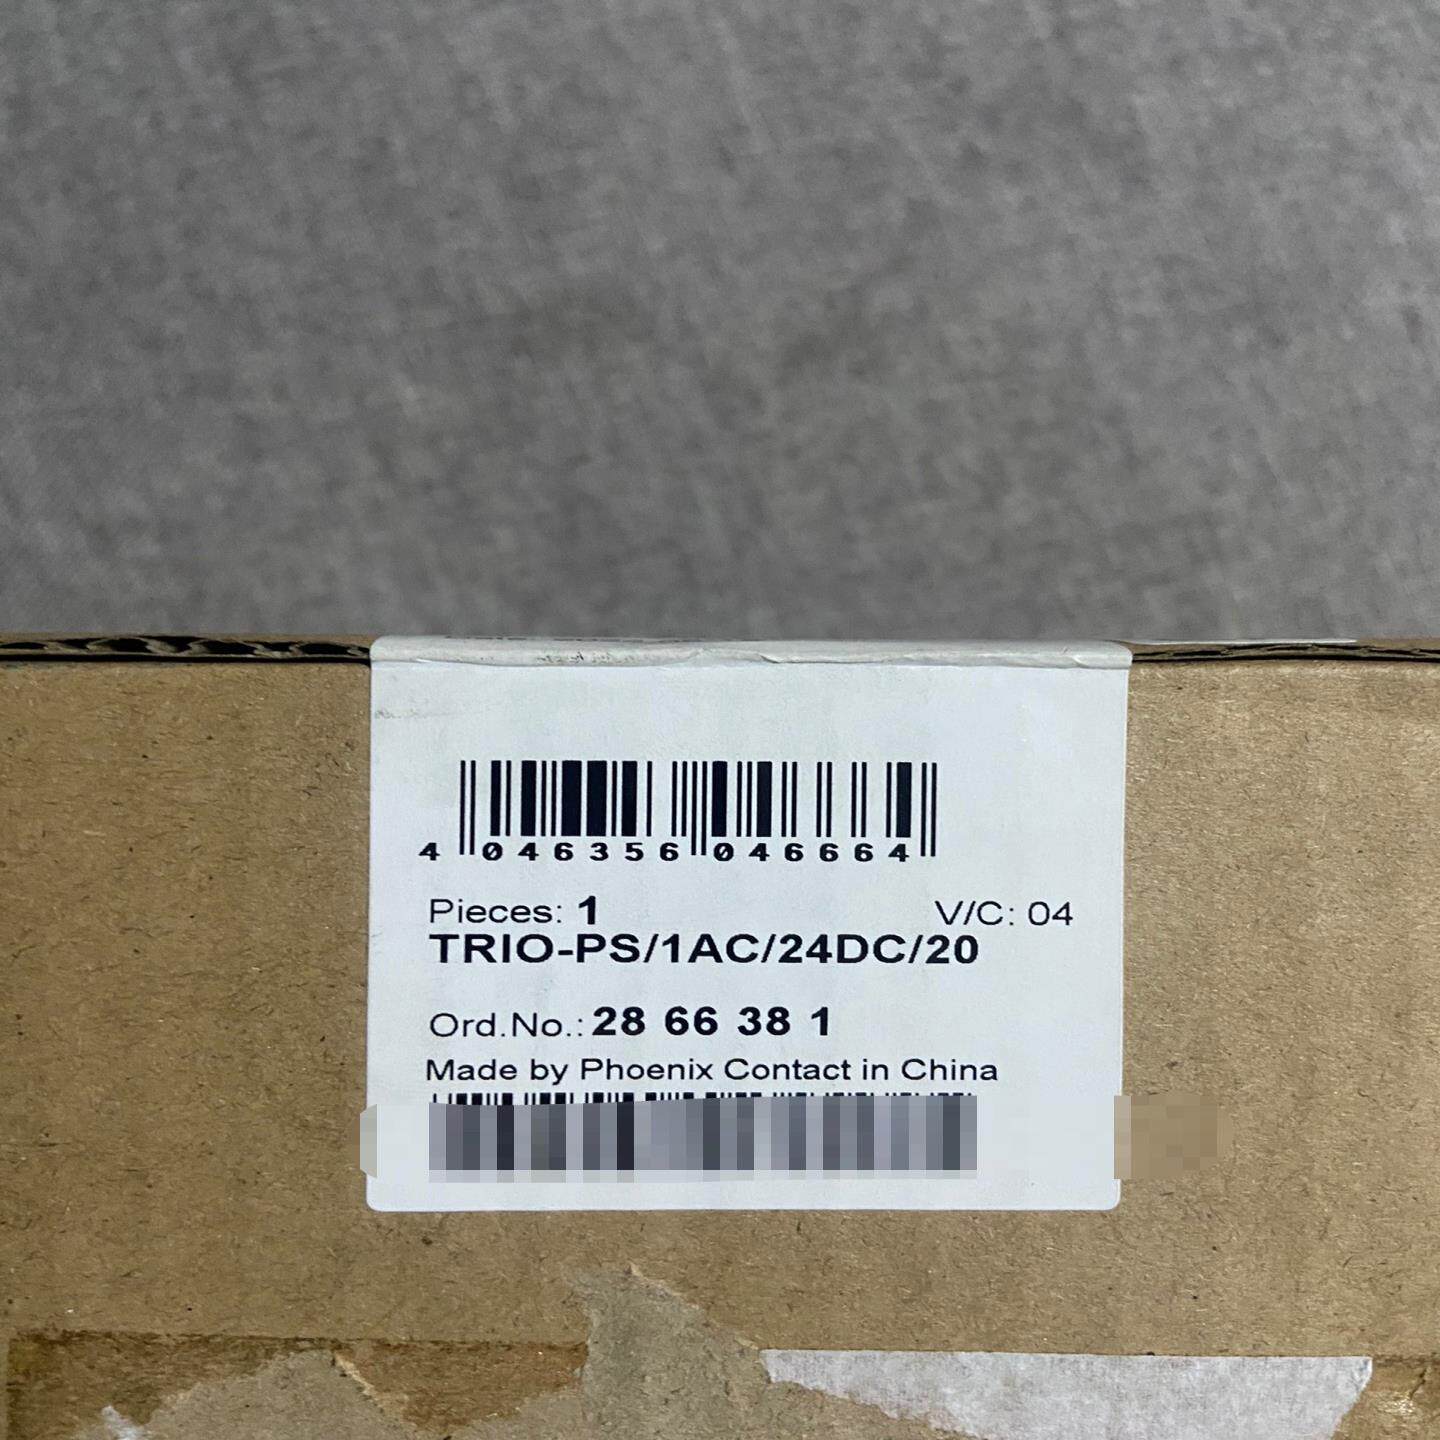 4 046356 046664
Pieces: 1 V/C: 04
TRIO-PS/1AC/24DC/20
Ord.No.: 28 66 38 1
Made by Phoenix Contact in China